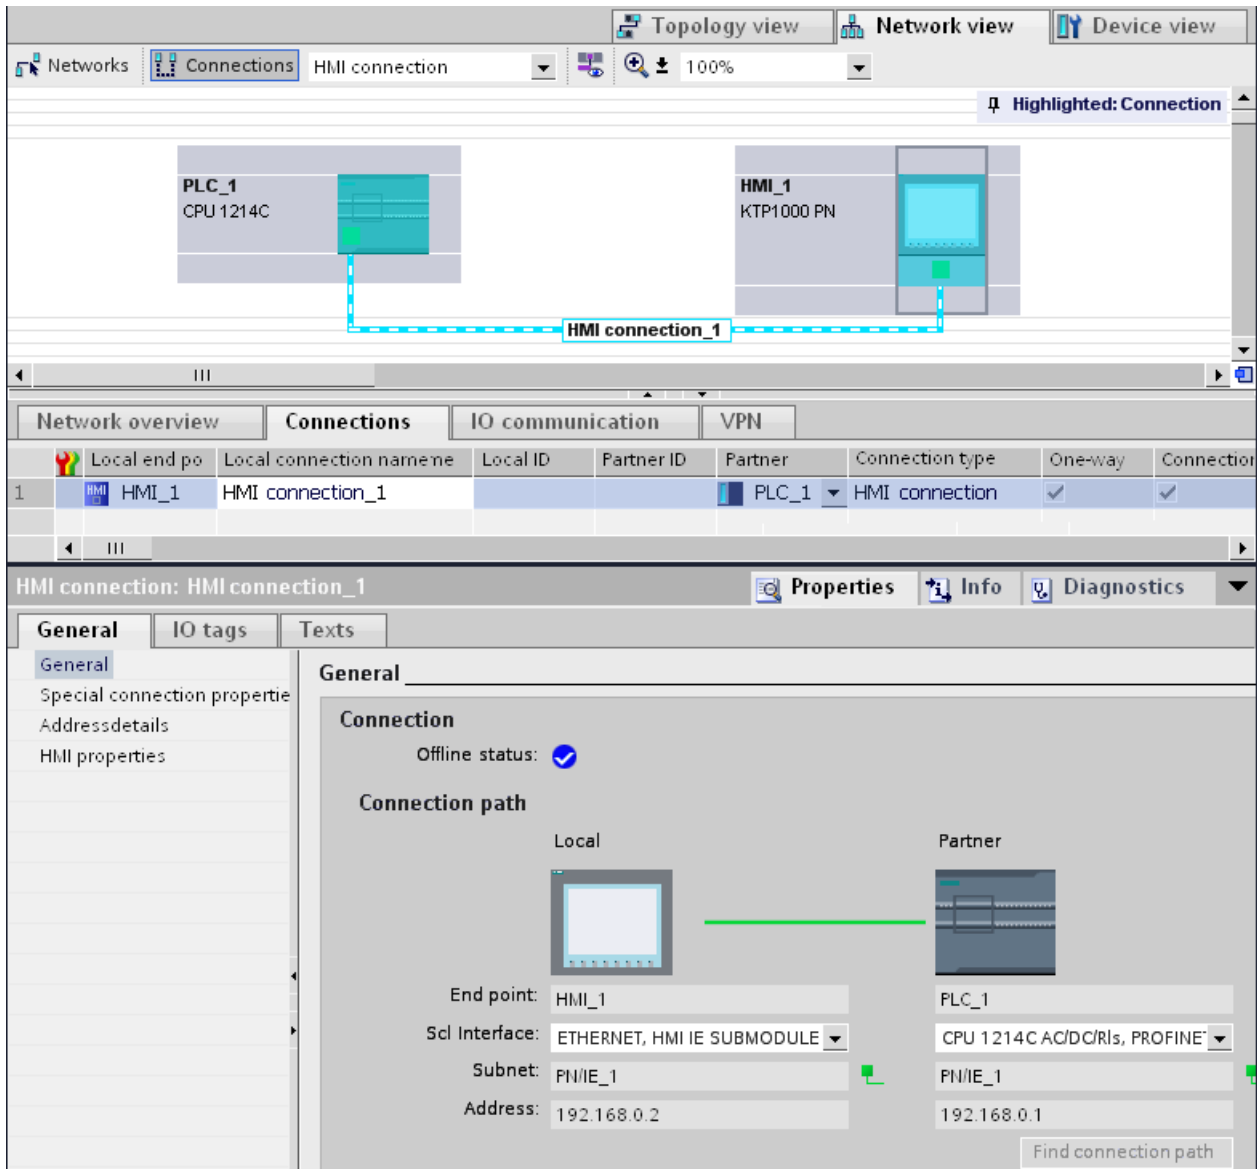 Topology view Network view Device view
Networks Connections HMI connection 100%
Highlighted: Connection
PLC_1
CPU 1214C
HMI_1
KTP1000 PN
HMI connection_1
Network overview Connections IO communication VPN
Local end po Local connection nameme Local ID Partner ID Partner Connection type One-way Connection
1 HMI HMI_1 HMI connection_1 PLC_1 HMI connection
HMI connection: HMI connection_1 Properties Info Diagnostics
General IO tags Texts
General
Special connection propertie
Addressdetails
HMI properties
General
Connection
Offline status:
Connection path
Local Partner
End point: HMI_1 PLC_1
Scl Interface: ETHERNET, HMI IE SUBMODULE CPU 1214C AC/DC/Rls, PROFINET
Subnet: PN/IE_1 PN/IE_1
Address: 192.168.0.2 192.168.0.1
Find connection path